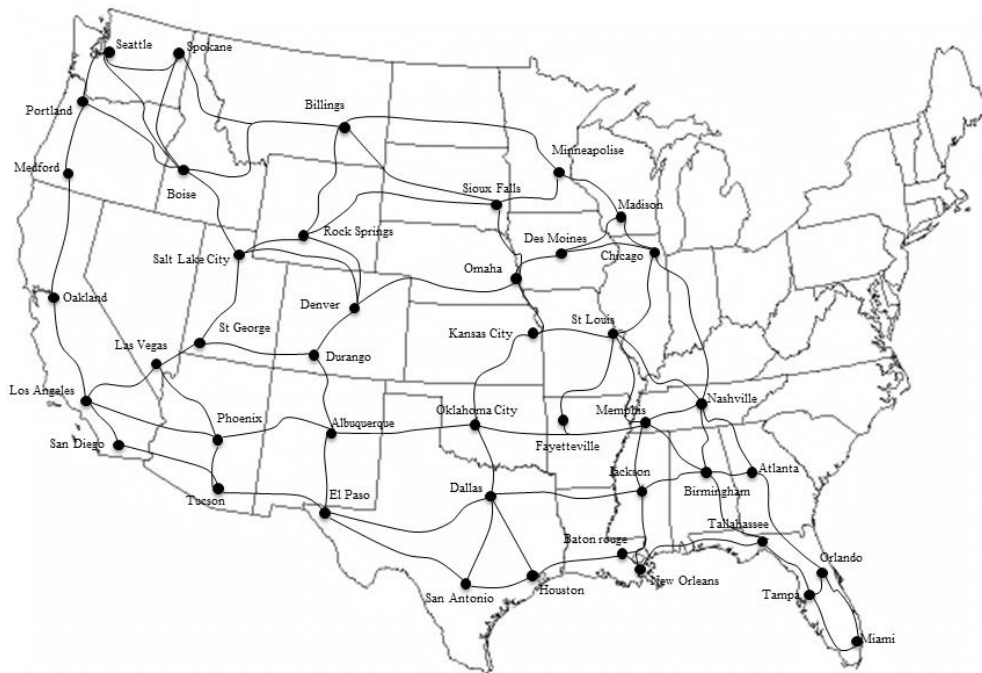 Seattle
Spokane
Portland
Billings
Minneapolise
Medford
Boise
Sioux Falls
Madison
Rock Springs
Des Moines
Salt Lake City
Chicago
Omaha
Oakland
Denver
St George
Kansas City
St Louis
Las Vegas
Durango
Los Angeles
Nashville
Phoenix
Oklahoma City
Memphis
Albuquerque
San Diego
Fayetteville
Jackson
Atlanta
Tucson
El Paso
Dallas
Birmingham
Tallahassee
Baton rouge
Orlando
New Orleans
Houston
San Antonio
Tampa
Miami